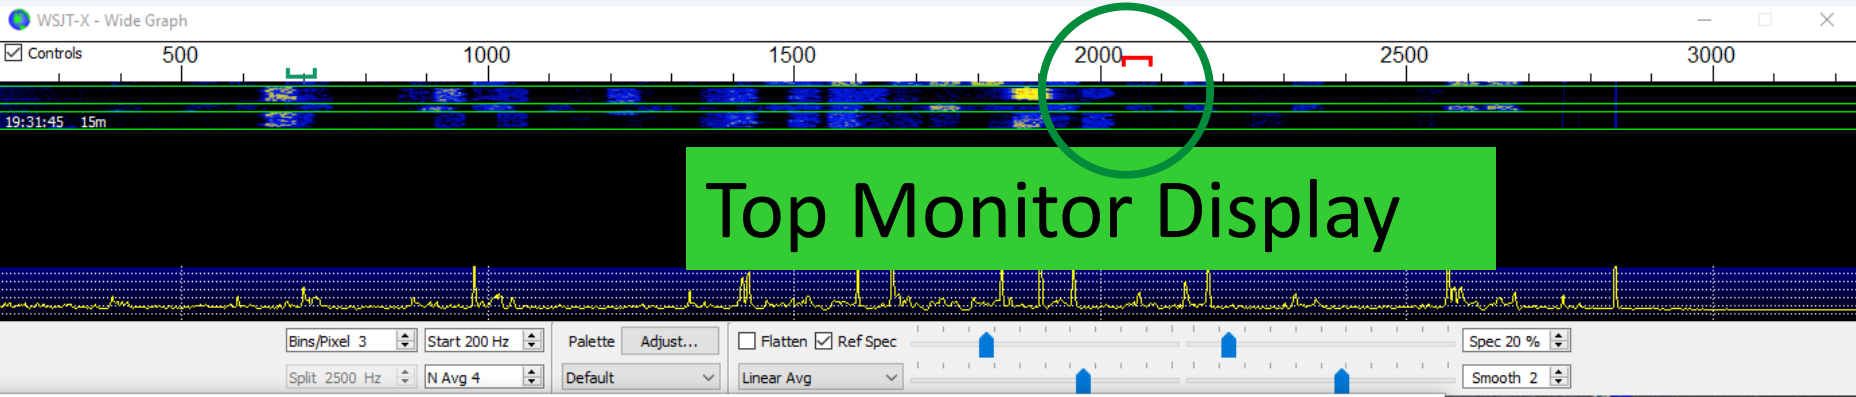 WSJT-X - Wide Graph
Controls 500 1000 1500 2000 2500 3000
19:31:45 15m
Top Monitor Display
Bins/Pixel 3 Start 200 Hz Palette Adjust... Flatten Ref Spec Spec 20 %
Split 2500 Hz N Avg 4 Default Linear Avg Smooth 2